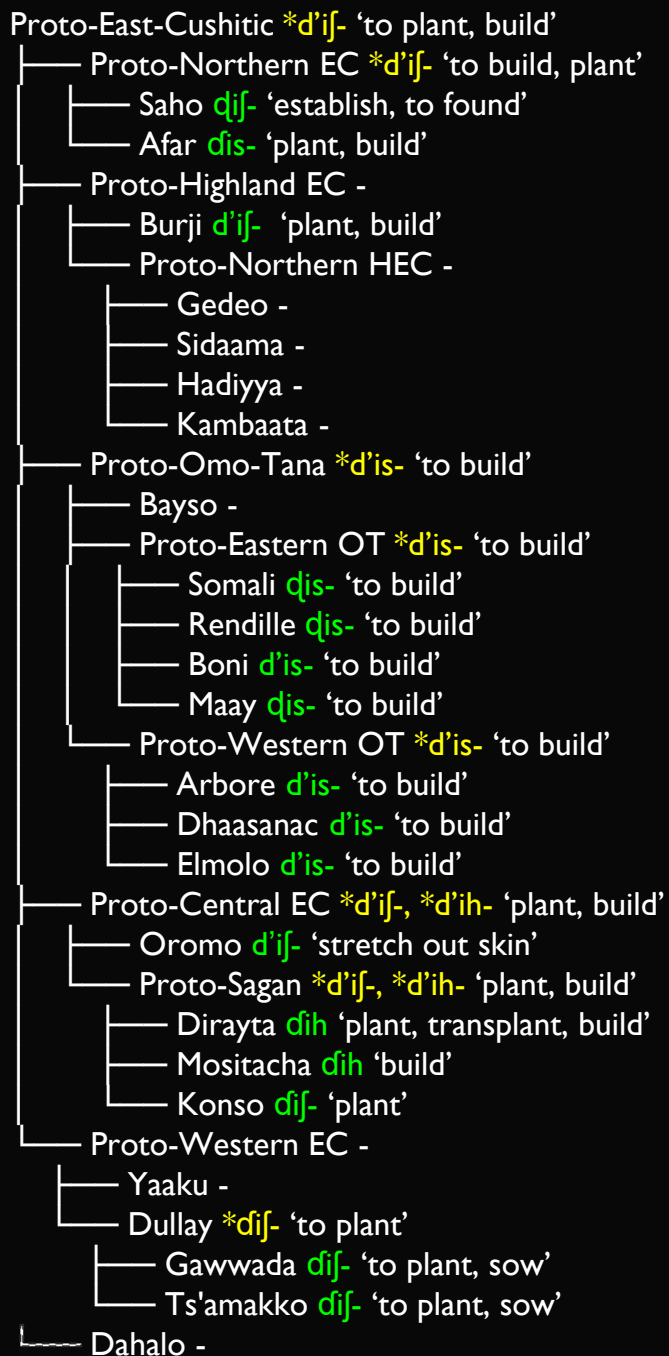 Proto-East-Cushitic *d’iʃ- ‘to plant, build’
Proto-Northern EC *d’iʃ- ‘to build, plant’
Saho ᶑiʃ- ‘establish, to found’
Afar ɗis- ‘plant, build’
Proto-Highland EC -
Burji d’iʃ- ‘plant, build’
Proto-Northern HEC -
Gedeo -
Sidaama -
Hadiyya -
Kambaata -
Proto-Omo-Tana *d’is- ‘to build’
Bayso -
Proto-Eastern OT *d’is- ‘to build’
Somali ᶑis- ‘to build’
Rendille ᶑis- ‘to build’
Boni d’is- ‘to build’
Maay ᶑis- ‘to build’
Proto-Western OT *d’is- ‘to build’
Arbore d’is- ‘to build’
Dhaasanac d’is- ‘to build’
Elmolo d’is- ‘to build’
Proto-Central EC *d’iʃ-, *d’ih- ‘plant, build’
Oromo d’iʃ- ‘stretch out skin’
Proto-Sagan *d’iʃ-, *d’ih- ‘plant, build’
Dirayta ɗih ‘plant, transplant, build’
Mositacha ɗih ‘build’
Konso ɗiʃ- ‘plant’
Proto-Western EC -
Yaaku -
Dullay *ɗiʃ- ‘to plant’
Gawwada ɗiʃ- ‘to plant, sow’
Ts'amakko ɗiʃ- ‘to plant, sow’
Dahalo -